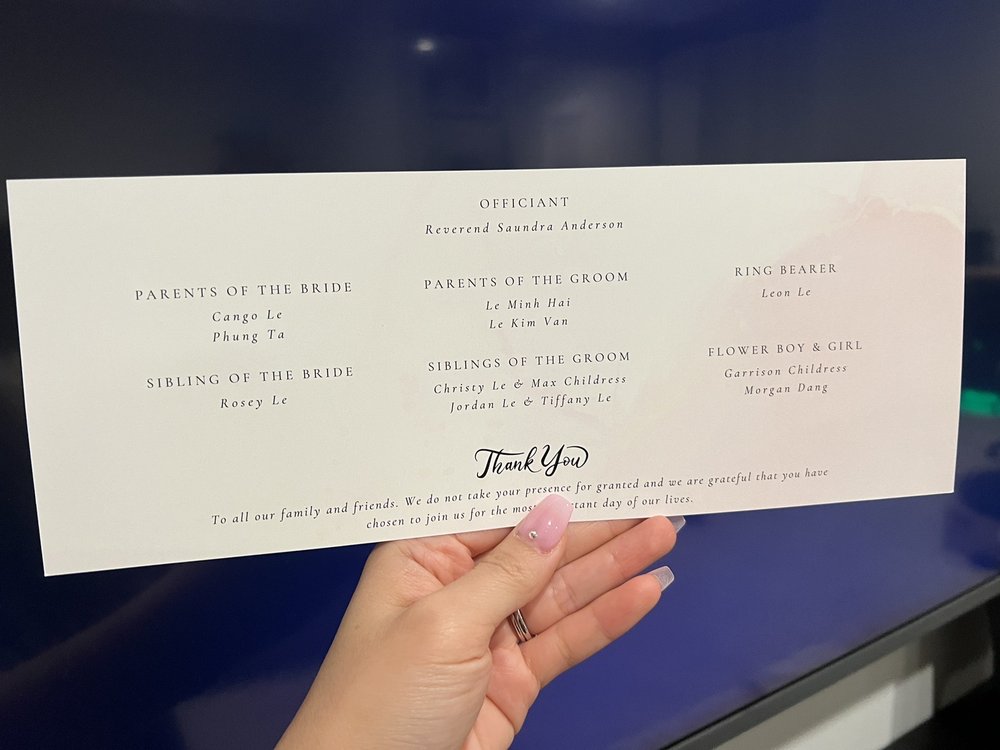 OFFICIANT
Reverend Saundra Anderson
PARENTS OF THE BRIDE
Cango Le
Phung Ta
SIBLING OF THE BRIDE
Rosey Le
PARENTS OF THE GROOM
Le Minh Hai
Le Kim Van
SIBLINGS OF THE GROOM
Christy Le & Max Childress
Jordan Le & Tiffany Le
RING BEARER
Leon Le
FLOWER BOY & GIRL
Garrison Childress
Morgan Dang
Thank You
To all our family and friends. We do not take your presence for granted and we are grateful that you have
chosen to join us for the most day of our lives.